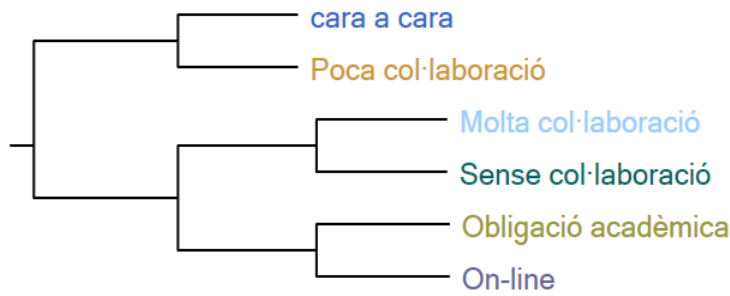 cara a cara
Poca col·laboració
Molta col·laboració
Sense col·laboració
Obligació acadèmica
On-line